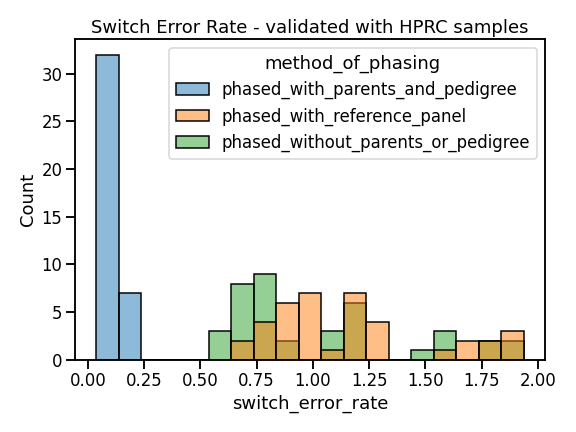 Switch Error Rate - validated with HPRC samples
method_of_phasing
phased_with_parents_and_pedigree
phased_with_reference_panel
phased_without_parents_or_pedigree
Count
30
25
20
15
10
5
0
0.00 0.25 0.50 0.75 1.00 1.25 1.50 1.75 2.00
switch_error_rate